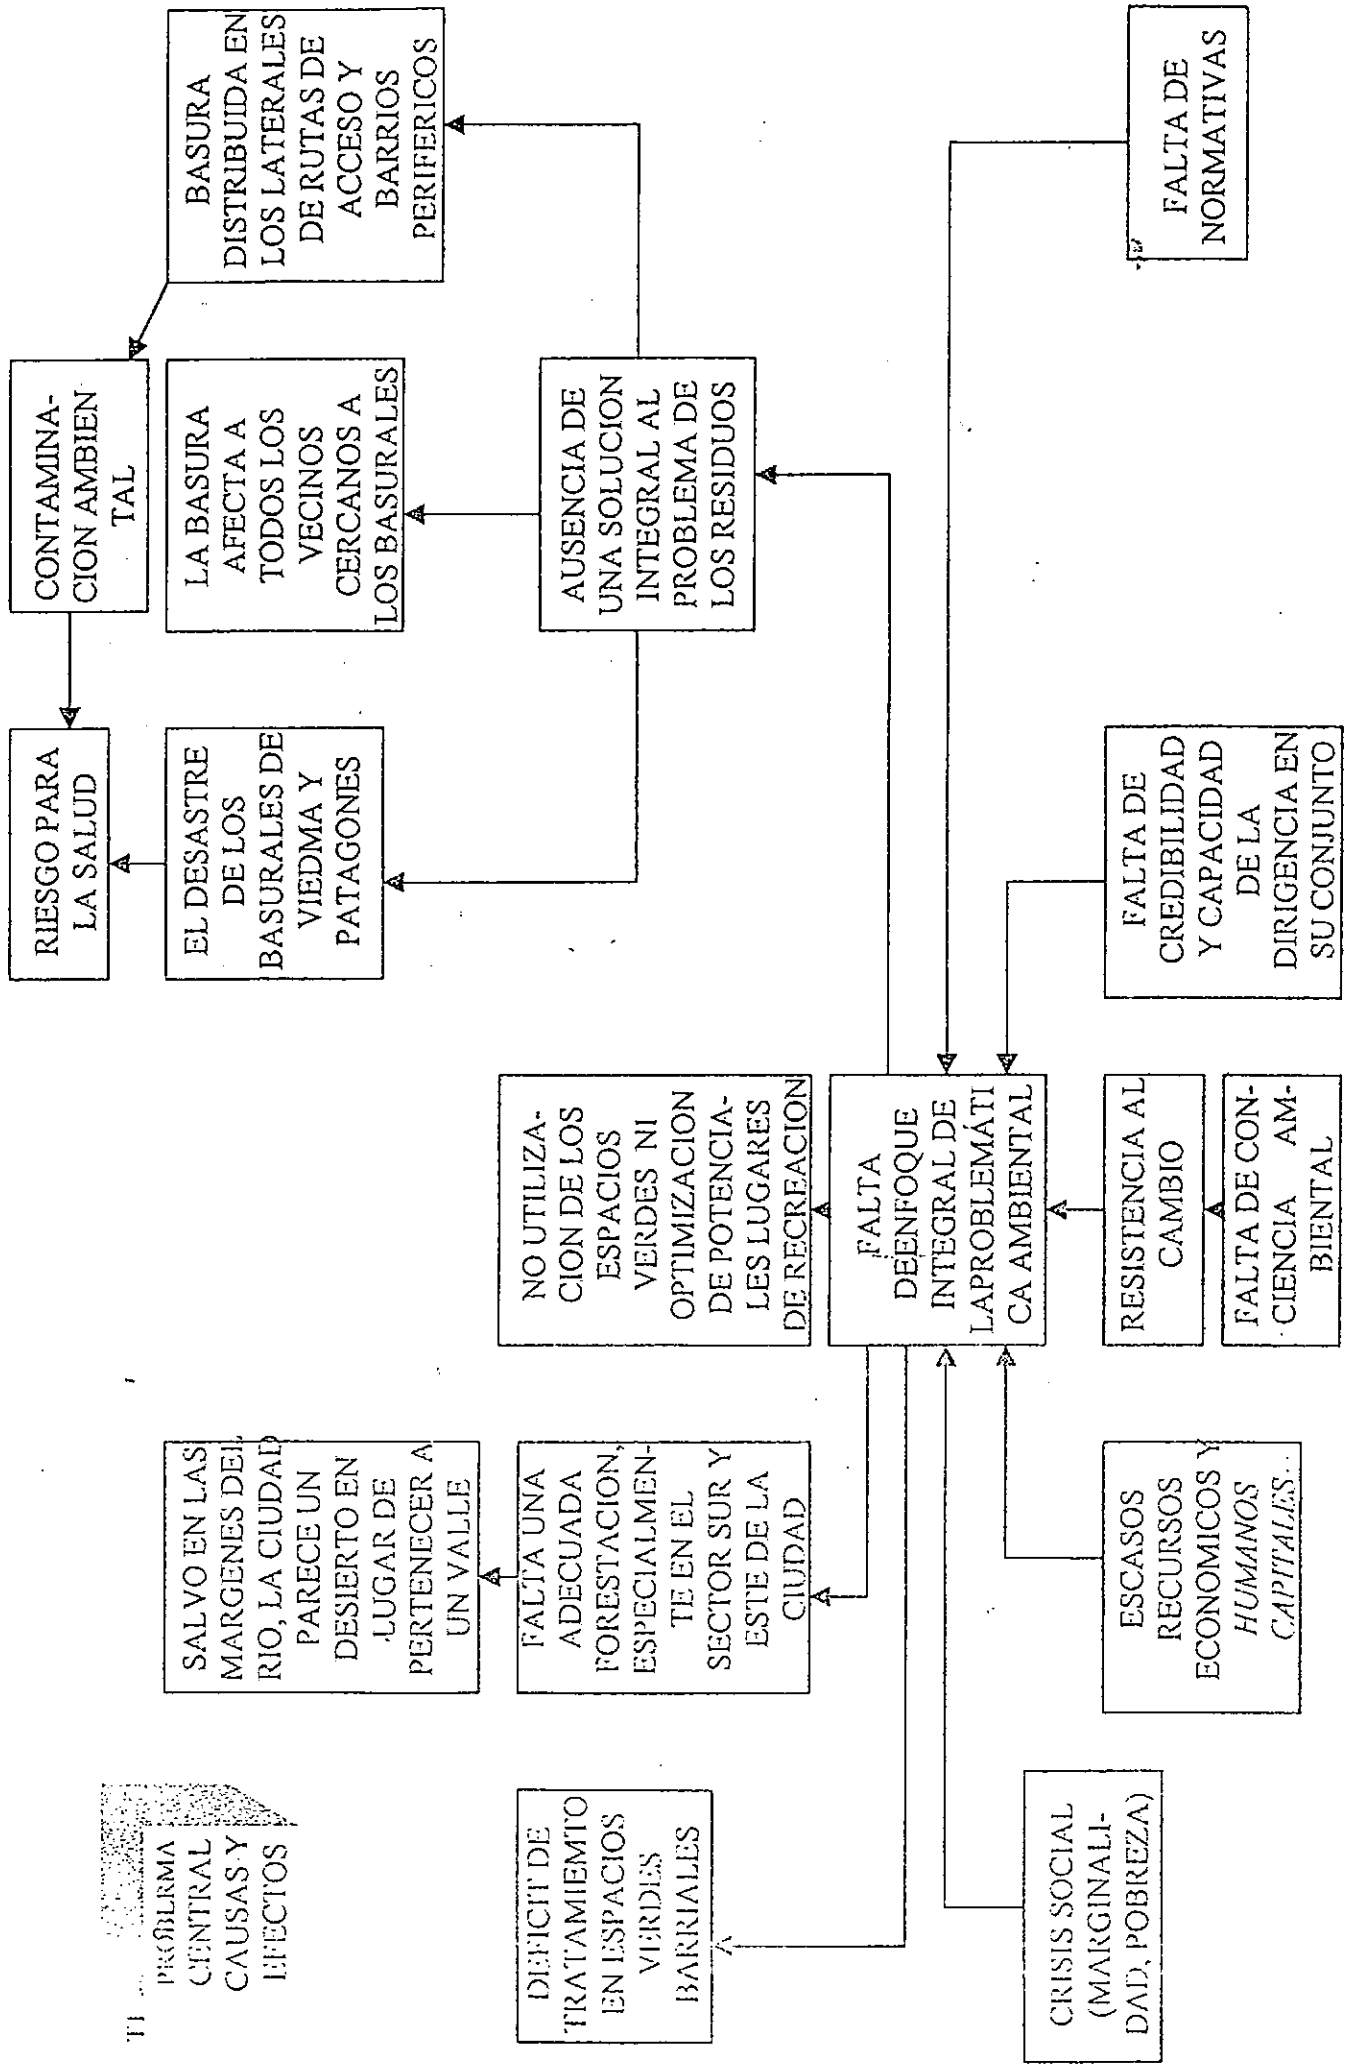 T1
PROBLRMA
CENTRAL
CAUSAS Y
EFECTOS
RIESGO PARA
LA SALUD
CONTAMINA-
CION AMBIEN
TAL
SALVO EN LAS
MARGENES DEL
RIO, LA CIUDAD
PARECE UN
DESIERTO EN
LUGAR DE
PERTENECER A
UN VALLE
EL DESASTRE
DE LOS
BASURALES DE
VIEDMA Y
PATAGONES
LA BASURA
AFECTA A
TODOS LOS
VECINOS
CERCANOS A
LOS BASURALES
BASURA
DISTRIBUIDA EN
LOS LATERALES
DE RUTAS DE
ACCESO Y
BARRIOS
PERIFERICOS
DEFICIT DE
TRATAMIEMTO
EN ESPACIOS
VERDES
BARRIALES
FALTA UNA
ADECUADA
FORESTACION,
ESPECIALMEN-
TE EN EL
SECTOR SUR Y
ESTE DE LA
CIUDAD
NO UTILIZA-
CION DE LOS
ESPACIOS
VERDES NI
OPTIMIZACION
DE POTENCIA-
LES LUGARES
DE RECREACION
AUSENCIA DE
UNA SOLUCION
INTEGRAL AL
PROBLEMA DE
LOS RESIDUOS
FALTA
DEENFOQUE
INTEGRAL DE
LAPROBLEMÁTI
CA AMBIENTAL
CRISIS SOCIAL
(MARGINALI-
DAD, POBREZA)
ESCASOS
RECURSOS
ECONOMICOS Y
HUMANOS
CAPITALES...
RESISTENCIA AL
CAMBIO
FALTA DE CON-
CIENCIA AM-
BIENTAL
FALTA DE
CREDIBILIDAD
Y CAPACIDAD
DE LA
DIRIGENCIA EN
SU CONJUNTO
FALTA DE
NORMATIVAS